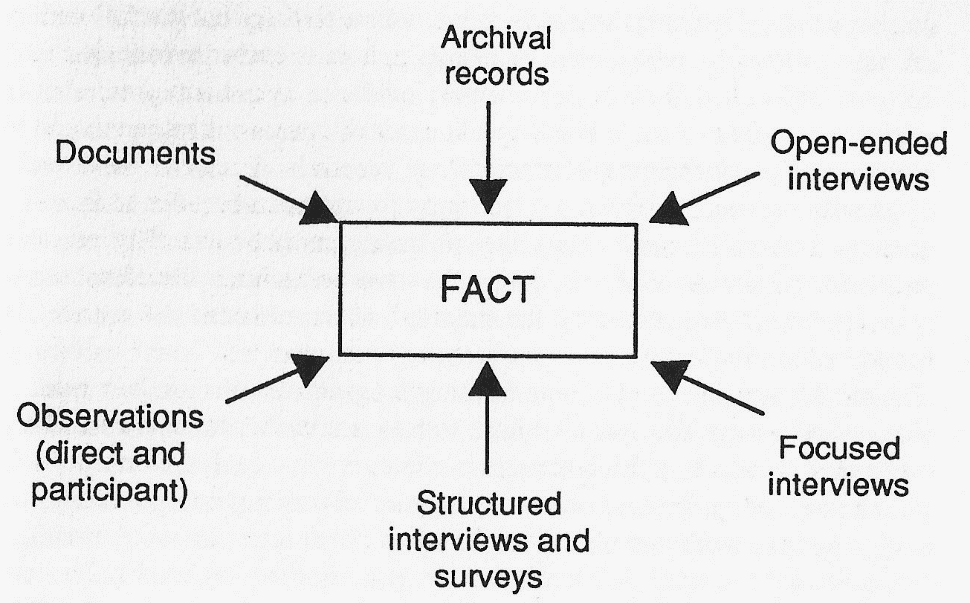 Archival
records
Documents
Open-ended
interviews
FACT
Observations
(direct and
participant)
Structured
interviews and
surveys
Focused
interviews